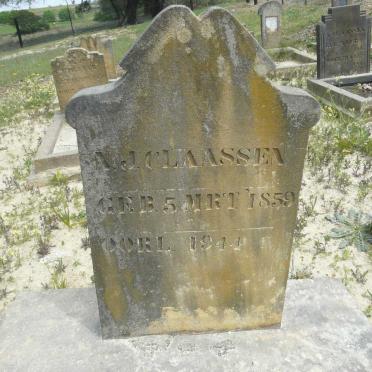 N.J. CLAASSEN
GEB 5 MRT 1859
OORL 1944